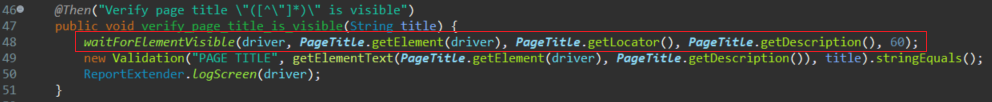 46 @Then("Verify page title \"([^\"]*)\" is visible")
47 public void verify_page_title_is_visible(String title) {
48 waitForElementVisible(driver, PageTitle.getElement(driver), PageTitle.getLocator(), PageTitle.getDescription(), 60);
49 new Validation("PAGE TITLE", getElementText(PageTitle.getElement(driver), PageTitle.getDescription()), title).stringEquals();
50 ReportExtender.logScreen(driver);
51 }